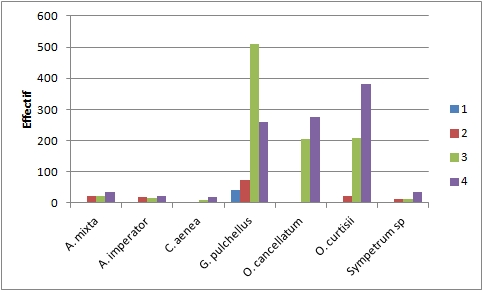 600
500
400
300
200
100
0
Effectif
A. mixta
A. imperator
C. aenea
G. pulchellus
O. cancellatum
O. curtisii
Sympetrum sp
1
2
3
4